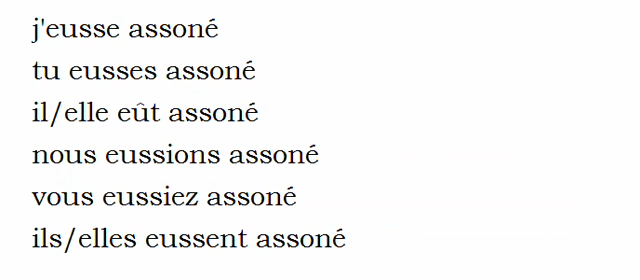 j'eusse assoné
tu eusses assoné
il/elle eût assoné
nous eussions assoné
vous eussiez assoné
ils/elles eussent assoné